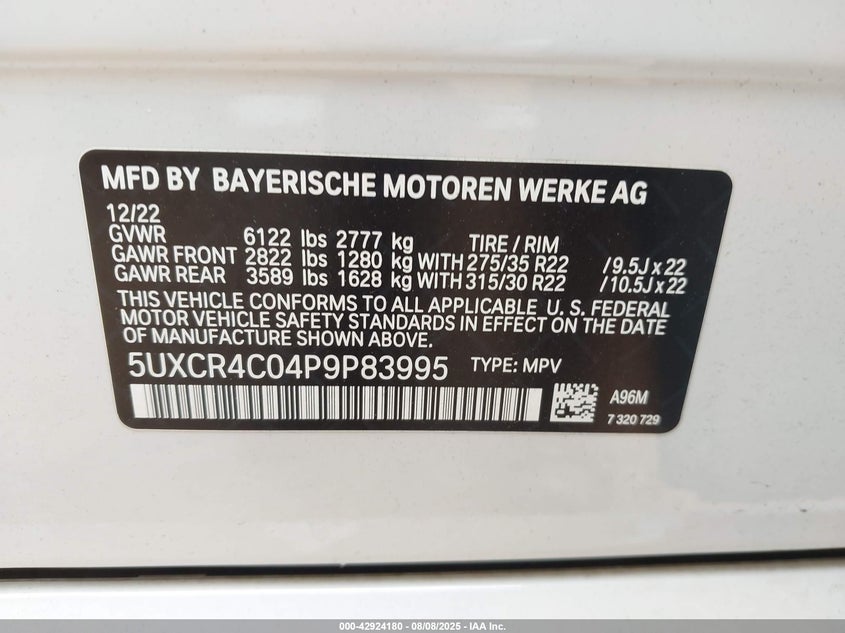 MFD BY BAYERISCHE MOTOREN WERKE AG
12/22
GVWR 6122 lbs 2777 kg TIRE / RIM
GAWR FRONT 2822 lbs 1280 kg WITH 275/35 R22 /9.5J x 22
GAWR REAR 3589 lbs 1628 kg WITH 315/30 R22 /10.5J x 22
THIS VEHICLE CONFORMS TO ALL APPLICABLE U. S. FEDERAL
MOTOR VEHICLE SAFETY STANDARDS IN EFFECT ON THE DATE
OF MANUFACTURE SHOWN ABOVE.
5UXCR4C04P9P83995 TYPE: MPV
A96M
7 320 729
000-42924180 - 08/08/2025 - IAA Inc.